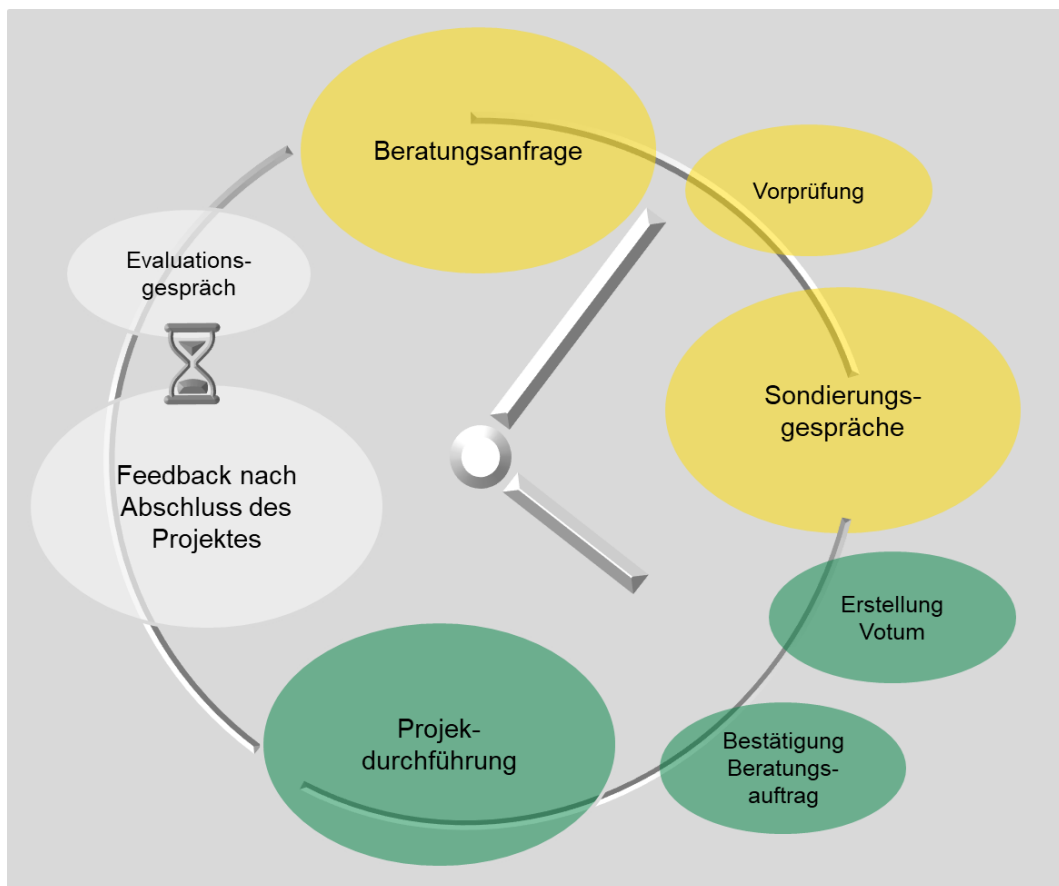 Beratungsanfrage
Vorprüfung
Sondierungs-
gespräche
Erstellung
Votum
Bestätigung
Beratungs-
auftrag
Projek-
durchführung
Feedback nach
Abschluss des
Projektes
Evaluations-
gespräch